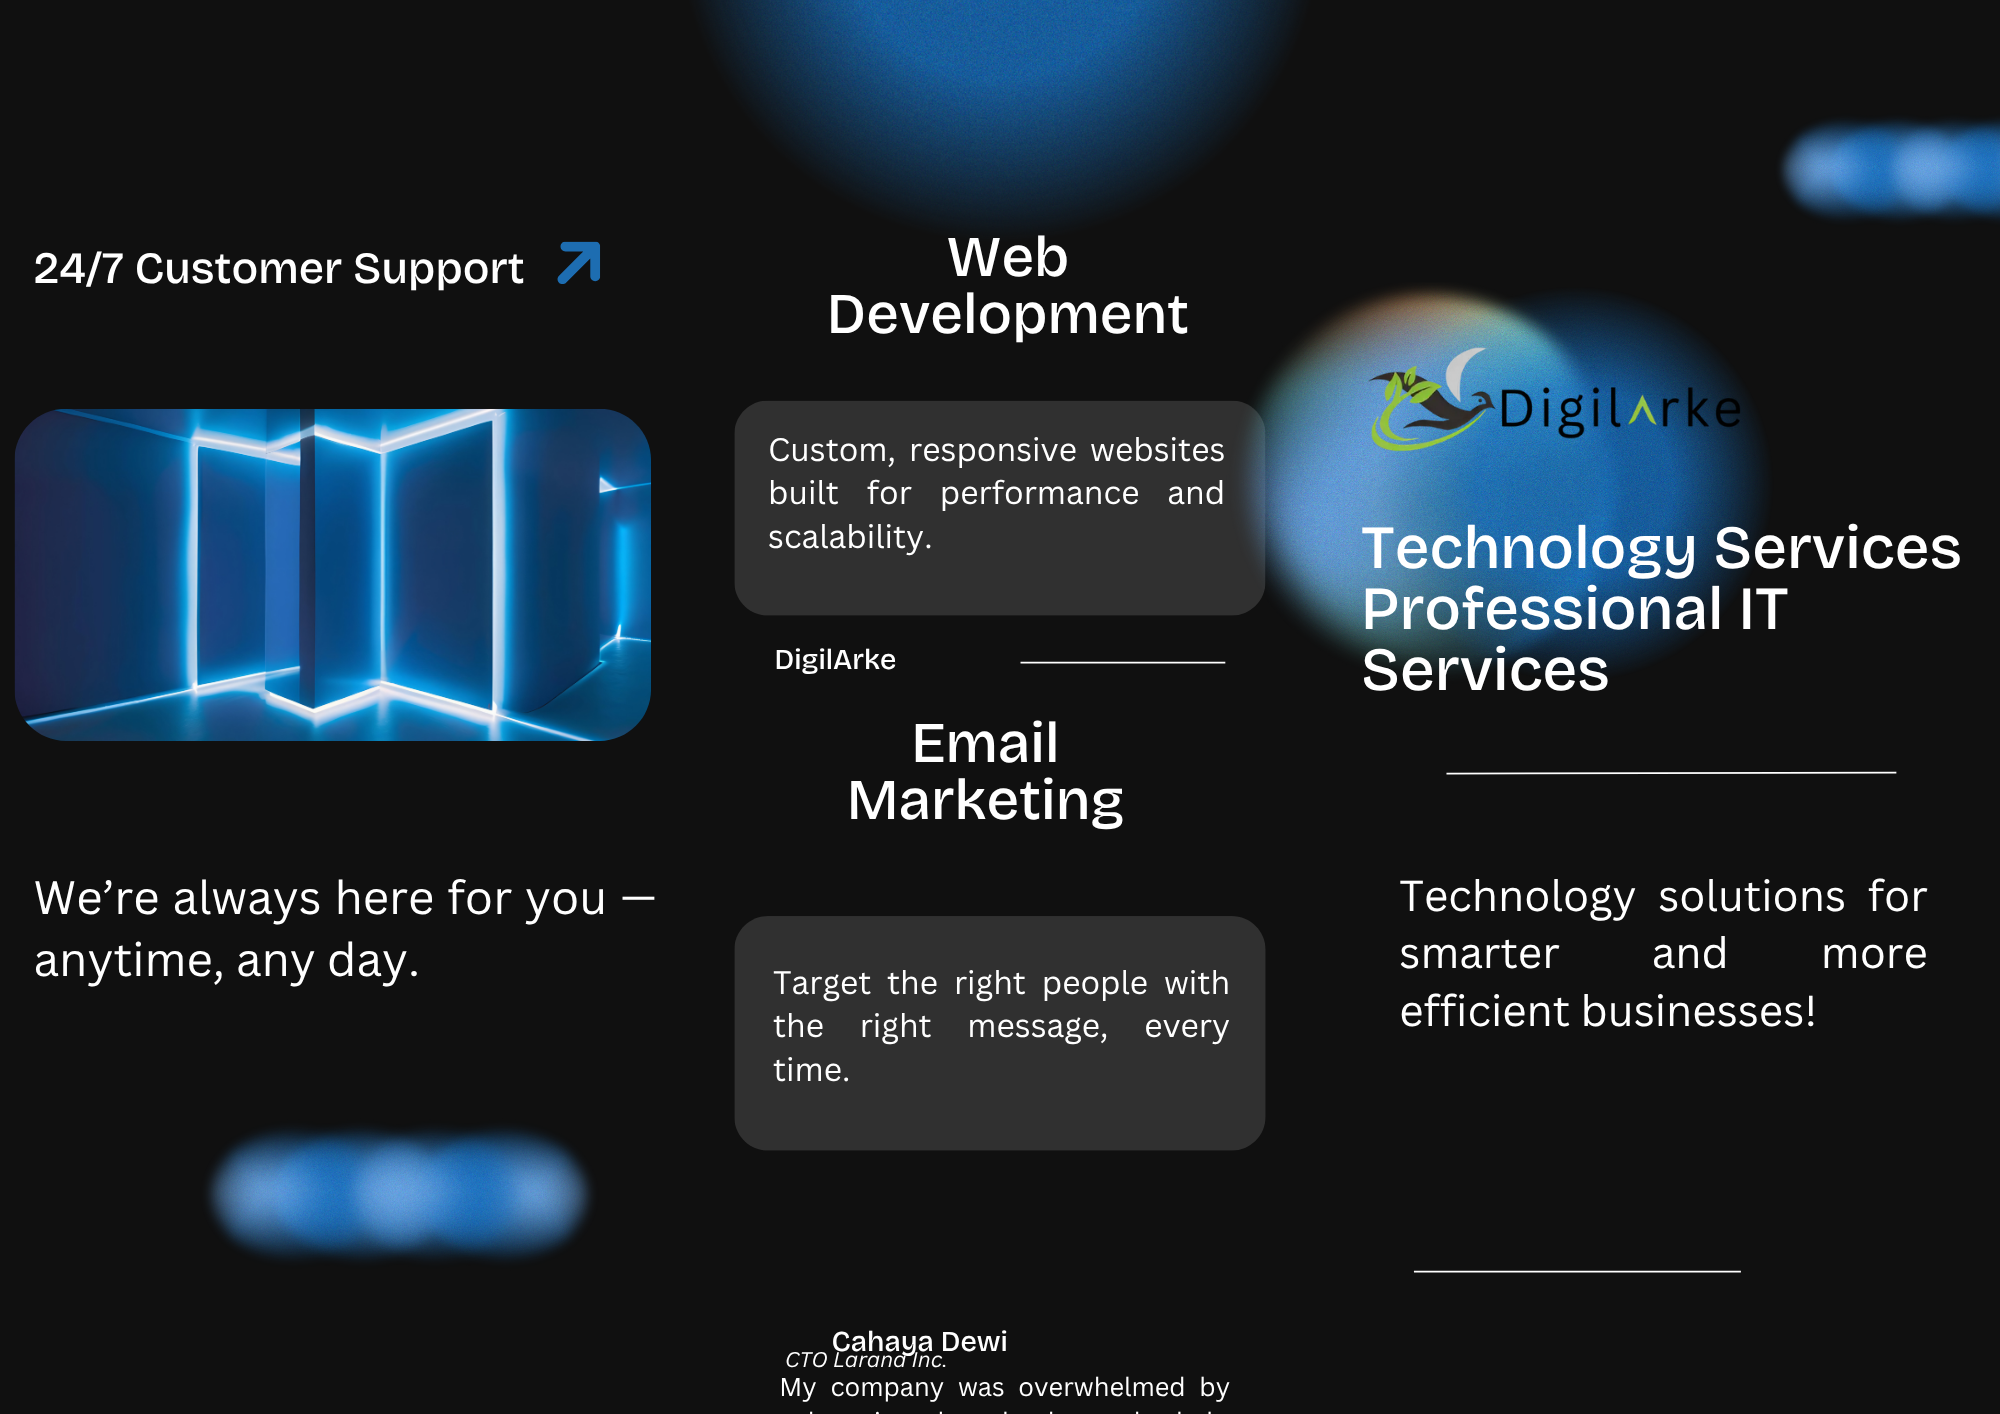 24/7 Customer Support
We’re always here for you –
anytime, any day.
Web
Development
Custom, responsive websites
built for performance and
scalability.
DigilArke
Email
Marketing
Target the right people with
the right message, every
time.
Cahaya Dewi
CTO Larana Inc.
My company was overwhelmed by
DigilArke
Technology Services
Professional IT
Services
Technology solutions for
smarter and more
efficient businesses!